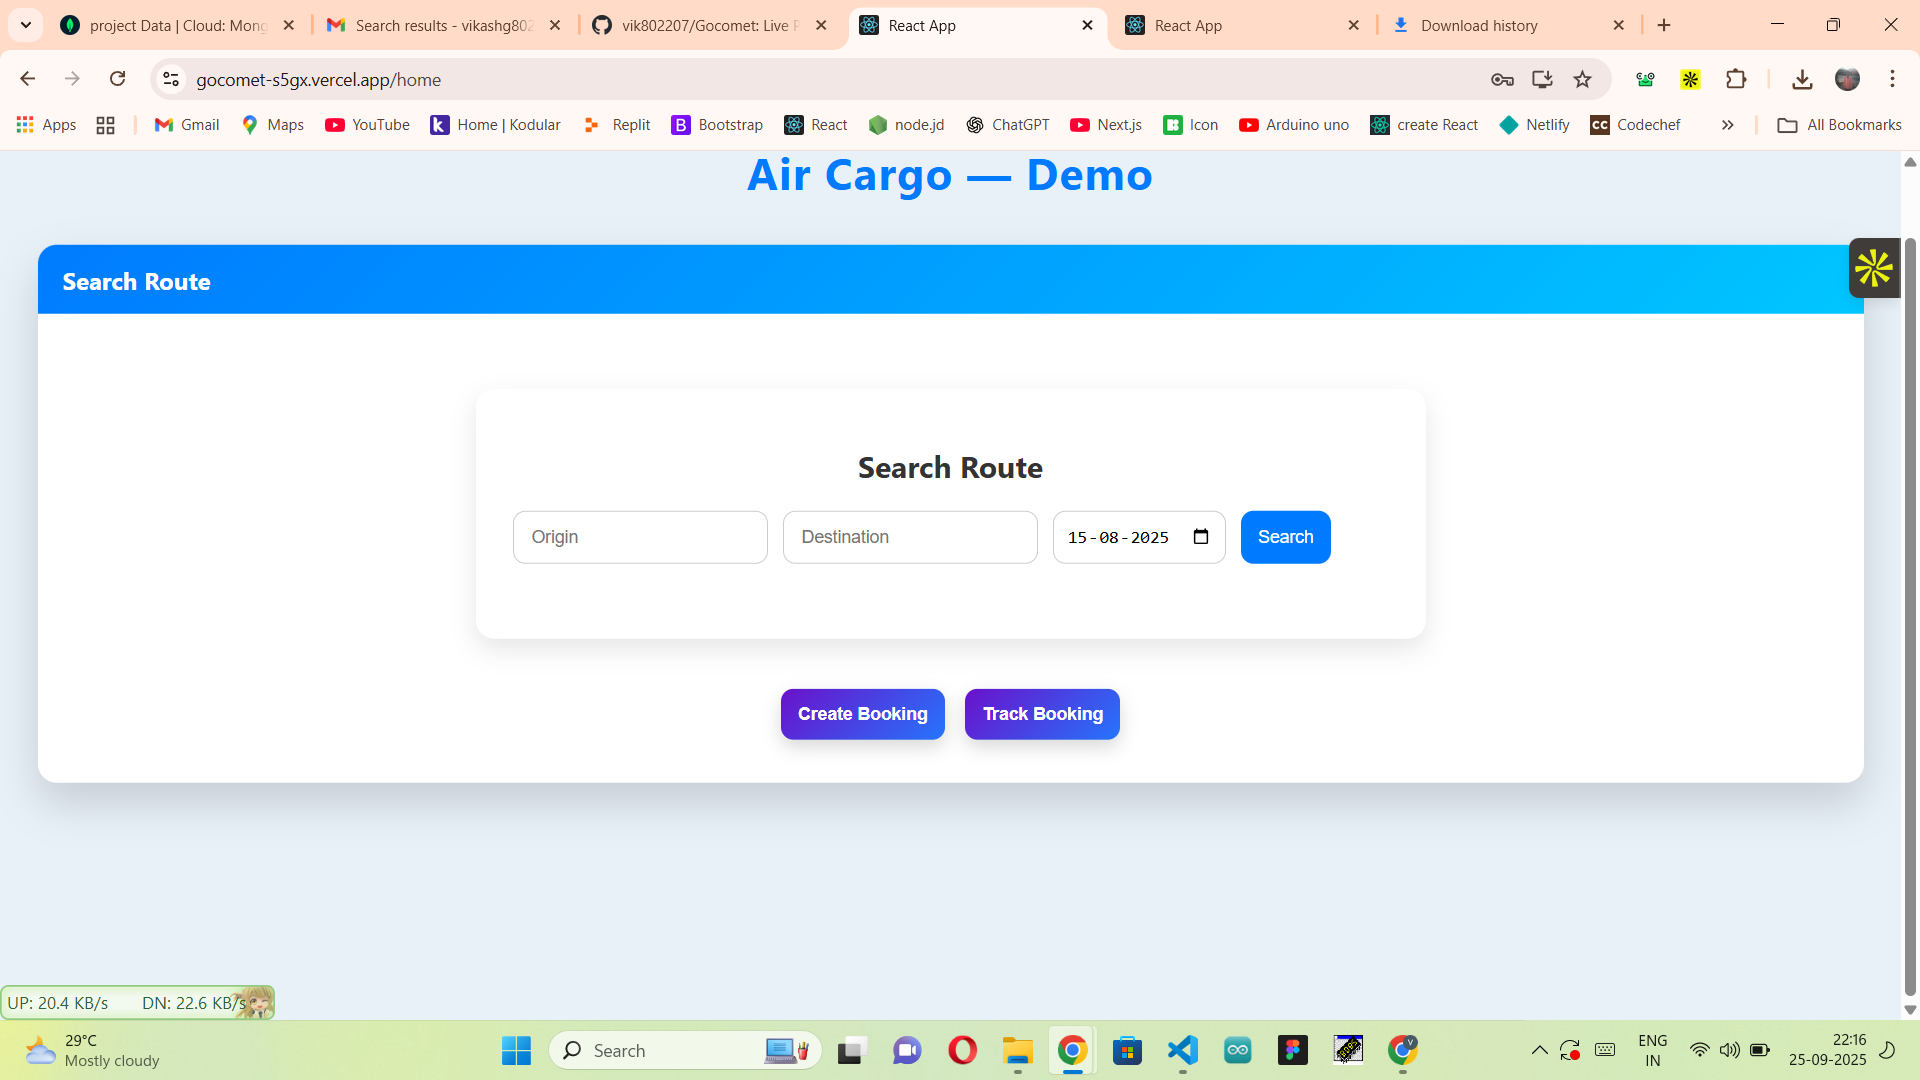 project Data | Cloud: Mong
Search results - vikashg802
vik802207/Gocomet: Live P
React App
React App
Download history
gocomet-s5gx.vercel.app/home
Apps
Gmail
Maps
YouTube
Home | Kodular
Replit
Bootstrap
React
node.jd
ChatGPT
Next.js
Icon
Arduino uno
create React
Netlify
CC Codechef
All Bookmarks
Air Cargo — Demo
Search Route
Search Route
Origin
Destination
15-08-2025
Search
Create Booking
Track Booking
UP: 20.4 KB/s DN: 22.6 KB/s
29°C
Mostly cloudy
Search
ENG
IN
22:16
25-09-2025